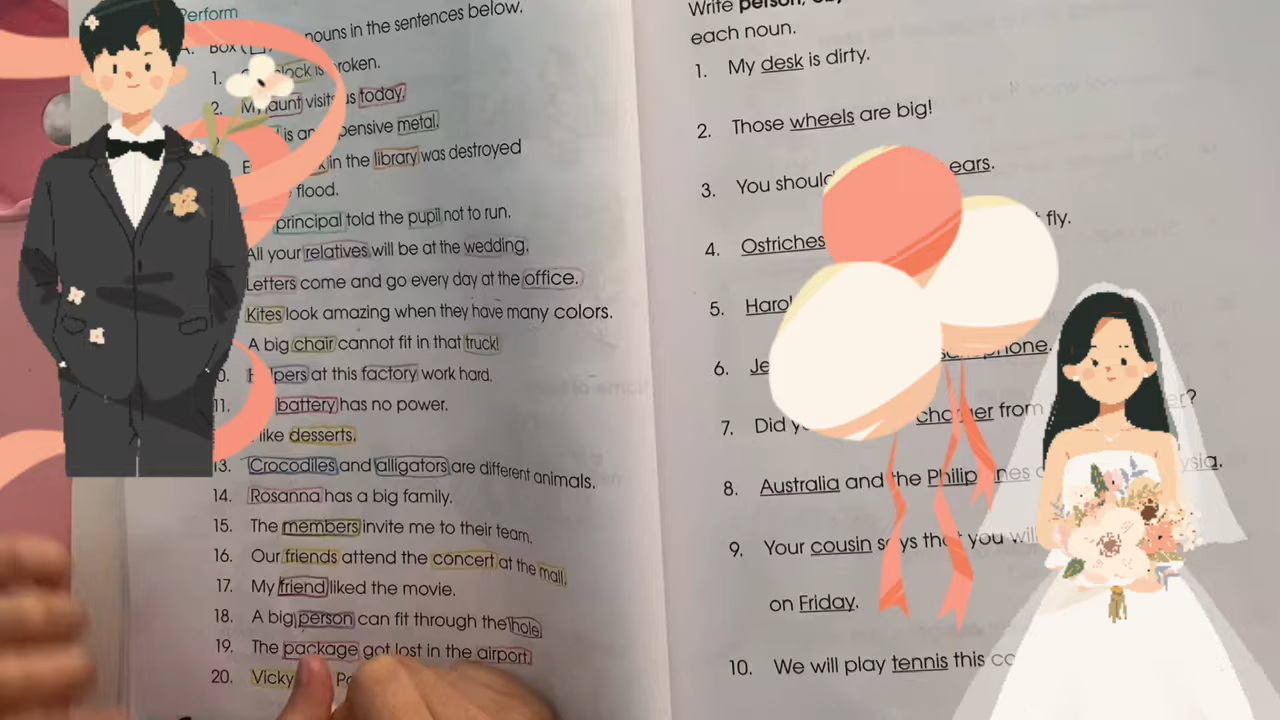 Perform
A. Box ( nouns in the sentences below.
1. clock is broken.
2. My aunt visits us today.
is an expensive metal.
in the library was destroyed
flood.
principal told the pupil not to run.
All your relatives will be at the wedding.
Letters come and go every day at the office.
Kites look amazing when they have many colors.
A big chair cannot fit in that truck!
Helpers at this factory work hard.
11. battery has no power.
like desserts.
13. Crocodiles and alligators are different animals.
14. Rosanna has a big family.
15. The members invite me to their team.
16. Our friends attend the concert at the mall.
17. My friend liked the movie.
18. A big person can fit through the hole
19. The package got lost in the airport.
20. Vicky
Write person,
each noun.
1. My desk is dirty.
2. Those wheels are big!
3. You should ears.
4. Ostriches fly.
5.
6. phone.
7. Did charger from ?
8. Australia and the Philippines
9. Your cousin says that you will
on Friday.
10. We will play tennis this